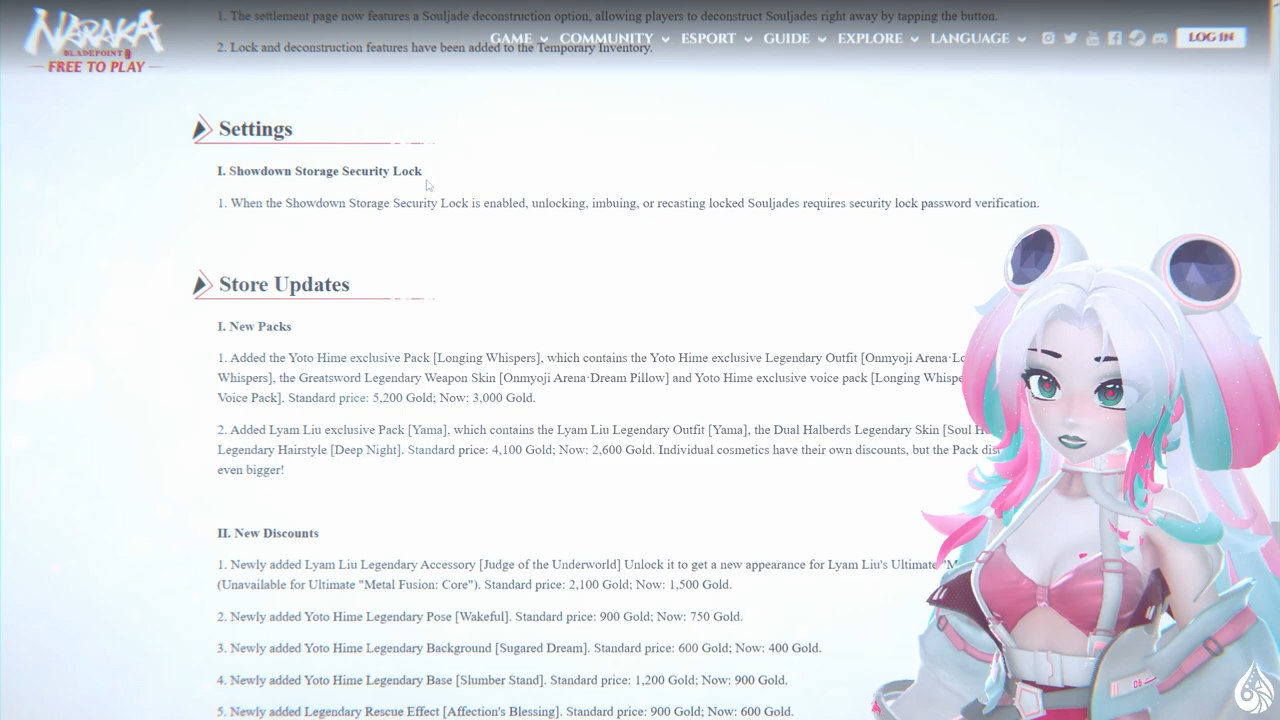 1. The settlement page now features a Souljade deconstruction option, allowing players to deconstruct Souljades right away by tapping the button.
NARAKA
BLADEPOINT
FREE TO PLAY
GAME COMMUNITY ESPORT GUIDE EXPLORE LANGUAGE LOG IN
2. Lock and deconstruction features have been added to the Temporary Inventory.
Settings
I. Showdown Storage Security Lock
1. When the Showdown Storage Security Lock is enabled, unlocking, imbuing, or recasting locked Souljades requires security lock password verification.
Store Updates
I. New Packs
1. Added the Yoto Hime exclusive Pack [Longing Whispers], which contains the Yoto Hime exclusive Legendary Outfit [Onmyoji Arena·Lo
Whispers], the Greatsword Legendary Weapon Skin [Onmyoji Arena·Dream Pillow] and Yoto Hime exclusive voice pack [Longing Whispe
Voice Pack]. Standard price: 5,200 Gold; Now: 3,000 Gold.
2. Added Lyam Liu exclusive Pack [Yama], which contains the Lyam Liu Legendary Outfit [Yama], the Dual Halberds Legendary Skin [Soul H
Legendary Hairstyle [Deep Night]. Standard price: 4,100 Gold; Now: 2,600 Gold. Individual cosmetics have their own discounts, but the Pack dis
even bigger!
II. New Discounts
1. Newly added Lyam Liu Legendary Accessory [Judge of the Underworld] Unlock it to get a new appearance for Lyam Liu's Ultimate "M
(Unavailable for Ultimate "Metal Fusion: Core"). Standard price: 2,100 Gold; Now: 1,500 Gold.
2. Newly added Yoto Hime Legendary Pose [Wakeful]. Standard price: 900 Gold; Now: 750 Gold.
3. Newly added Yoto Hime Legendary Background [Sugared Dream]. Standard price: 600 Gold; Now: 400 Gold.
4. Newly added Yoto Hime Legendary Base [Slumber Stand]. Standard price: 1,200 Gold; Now: 900 Gold.
5. Newly added Legendary Rescue Effect [Affection's Blessing]. Standard price: 900 Gold; Now: 600 Gold.